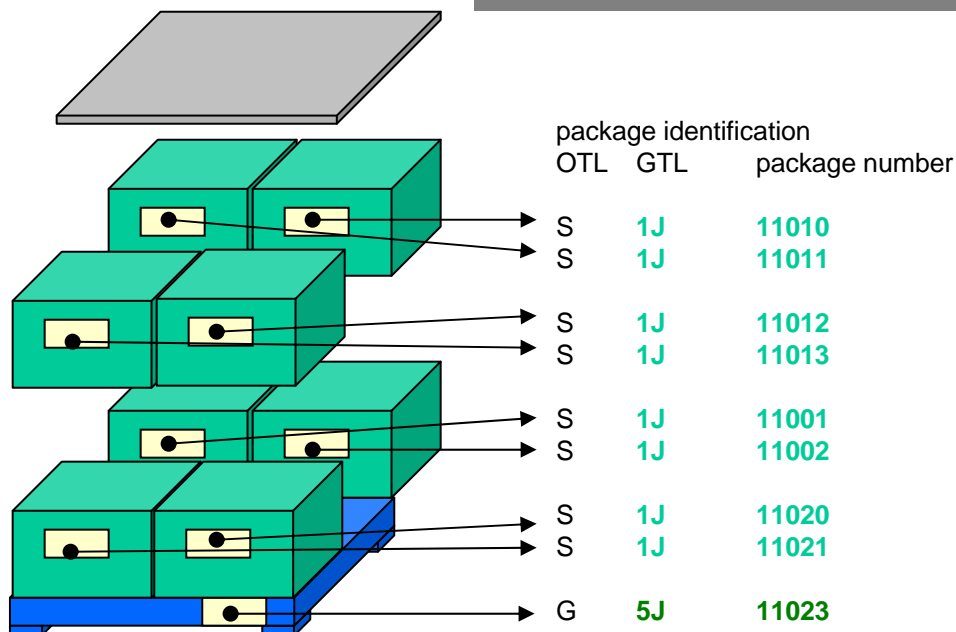 package identification
OTL GTL package number
S 1J 11010
S 1J 11011
S 1J 11012
S 1J 11013
S 1J 11001
S 1J 11002
S 1J 11020
S 1J 11021
G 5J 11023